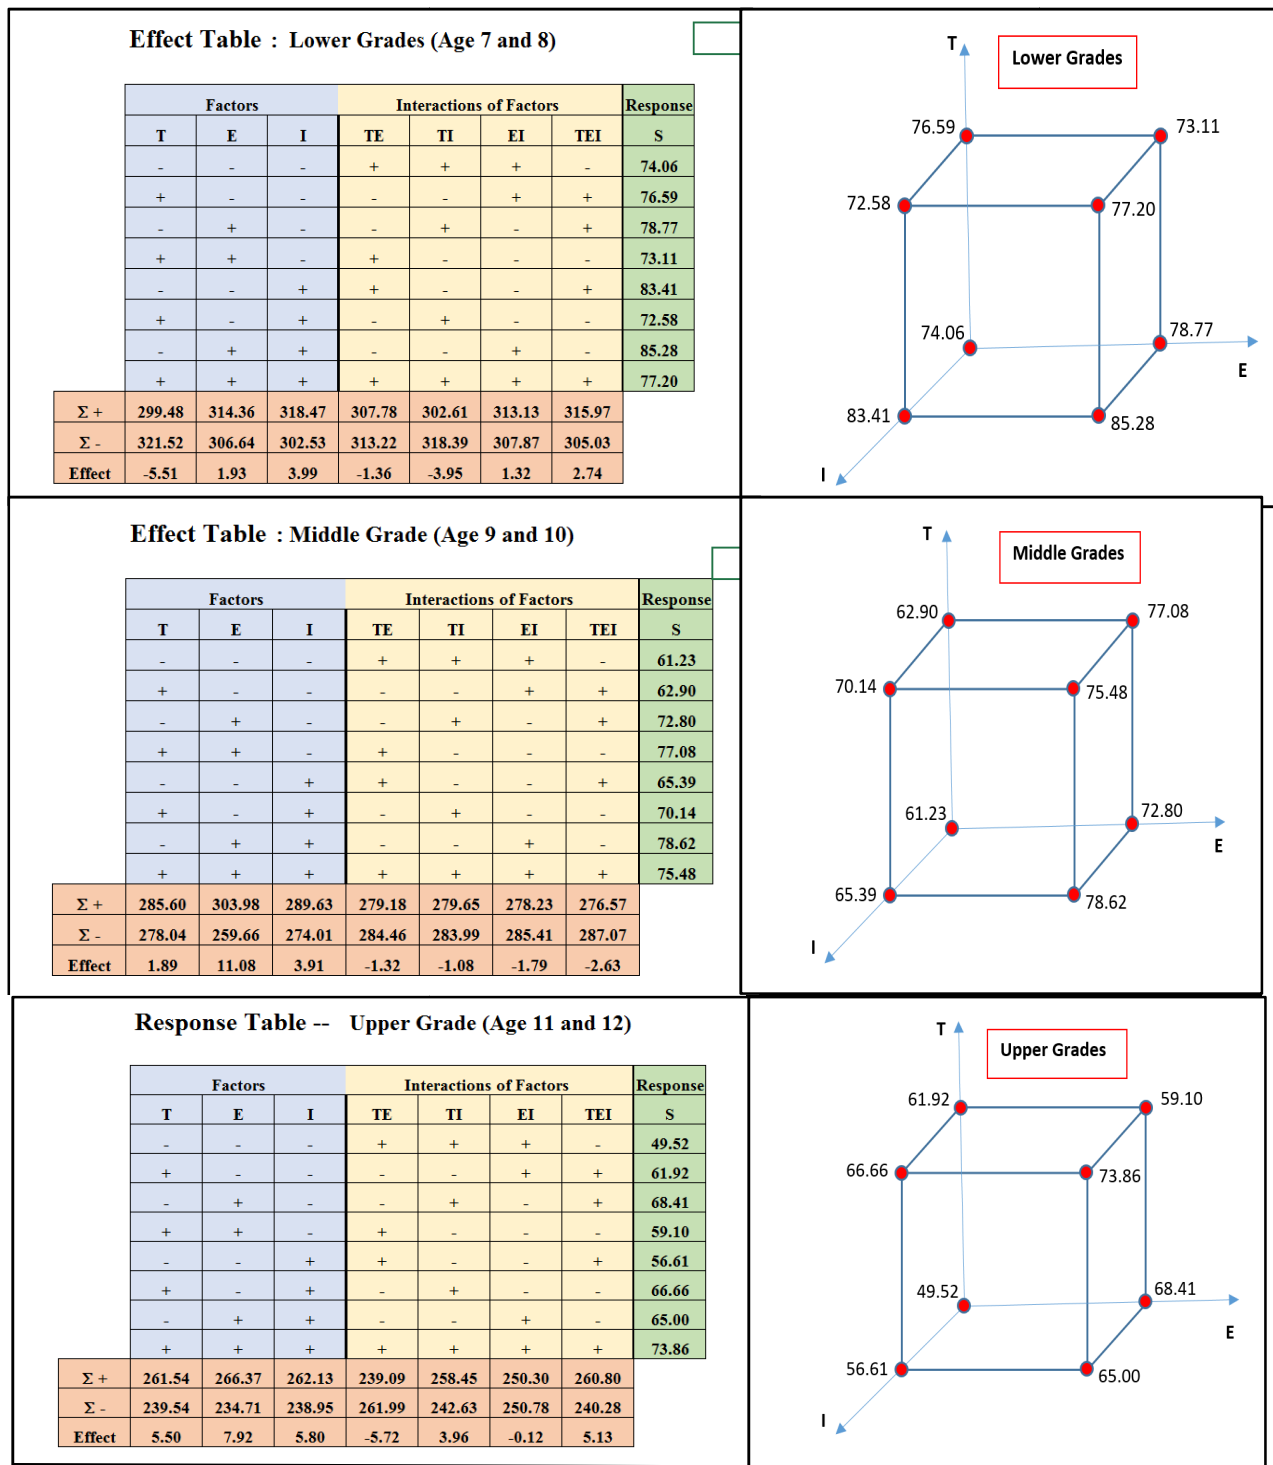 Effect Table : Lower Grades (Age 7 and 8)
Factors Interactions of Factors Response
T E I TE TI EI TEI S
- - - + + + - 74.06
+ - - - - + + 76.59
- + - - + - + 78.77
+ + - + - - - 73.11
- - + + - - + 83.41
+ - + - + - - 72.58
- + + - - + - 85.28
+ + + + + + + 77.20
Σ + 299.48 314.36 318.47 307.78 302.61 313.13 315.97
Σ - 321.52 306.64 302.53 313.22 318.39 307.87 305.03
Effect -5.51 1.93 3.99 -1.36 -3.95 1.32 2.74
T
Lower Grades
76.59 73.11
72.58 77.20
74.06 78.77
E
83.41 85.28
I
Effect Table : Middle Grade (Age 9 and 10)
Factors Interactions of Factors Response
T E I TE TI EI TEI S
- - - + + + - 61.23
+ - - - - + + 62.90
- + - - + - + 72.80
+ + - + - - - 77.08
- - + + - - + 65.39
+ - + - + - - 70.14
- + + - - + - 78.62
+ + + + + + + 75.48
Σ + 285.60 303.98 289.63 279.18 279.65 278.23 276.57
Σ - 278.04 259.66 274.01 284.46 283.99 285.41 287.07
Effect 1.89 11.08 3.91 -1.32 -1.08 -1.79 -2.63
T
Middle Grades
62.90 77.08
70.14 75.48
61.23 72.80
E
65.39 78.62
I
Response Table -- Upper Grade (Age 11 and 12)
Factors Interactions of Factors Response
T E I TE TI EI TEI S
- - - + + + - 49.52
+ - - - - + + 61.92
- + - - + - + 68.41
+ + - + - - - 59.10
- - + + - - + 56.61
+ - + - + - - 66.66
- + + - - + - 65.00
+ + + + + + + 73.86
Σ + 261.54 266.37 262.13 239.09 258.45 250.30 260.80
Σ - 239.54 234.71 238.95 261.99 242.63 250.78 240.28
Effect 5.50 7.92 5.80 -5.72 3.96 -0.12 5.13
T
Upper Grades
61.92 59.10
66.66 73.86
49.52 68.41
E
56.61 65.00
I